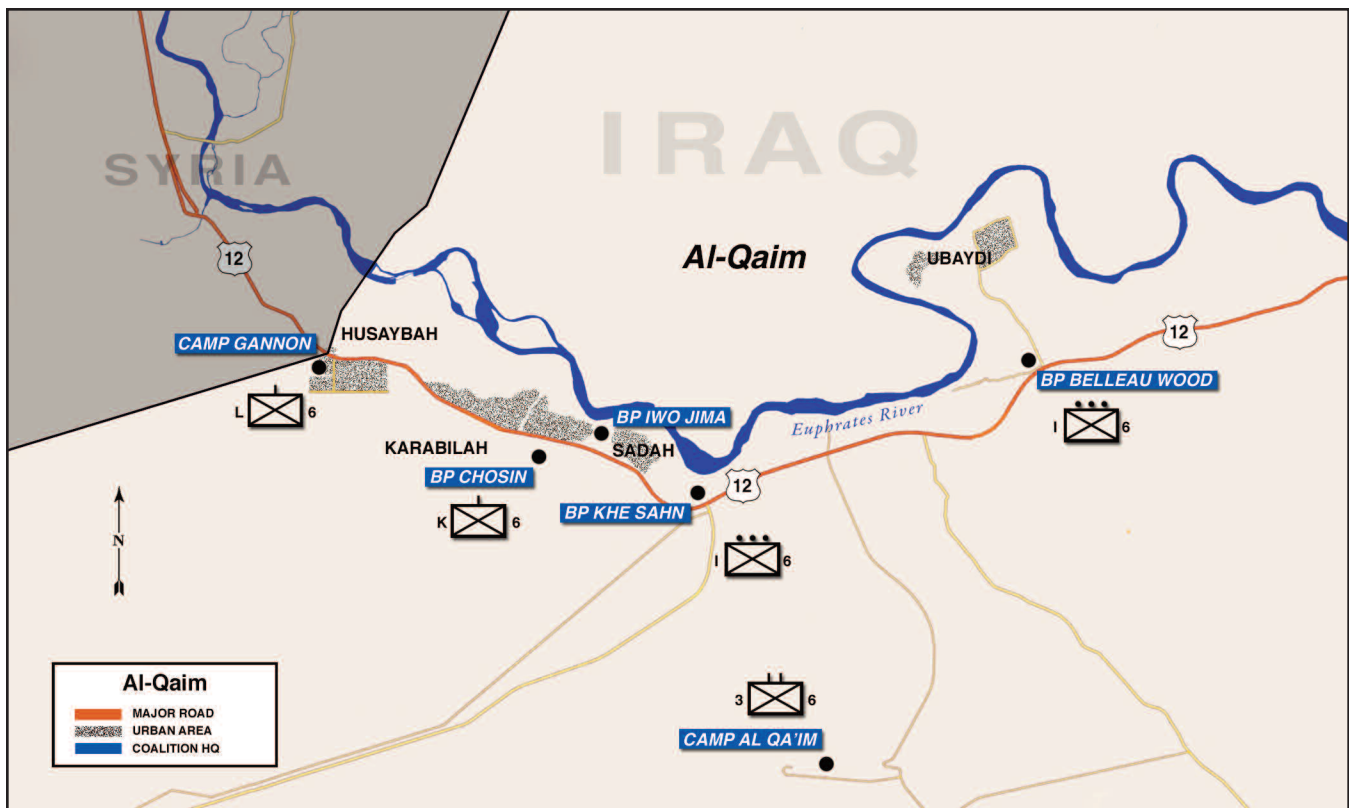 IRAQ
SYRIA
Al-Qaim
UBAYDI
12
HUSAYBAH
CAMP GANNON
12
BP BELLEAU WOOD
L 6
BP IWO JIMA
Euphrates River
I 6
KARABILAH
SADAH
BP CHOSIN
12
BP KHE SAHN
K 6
N
I 6
Al-Qaim
MAJOR ROAD
URBAN AREA
COALITION HQ
3 6
CAMP AL QA'IM